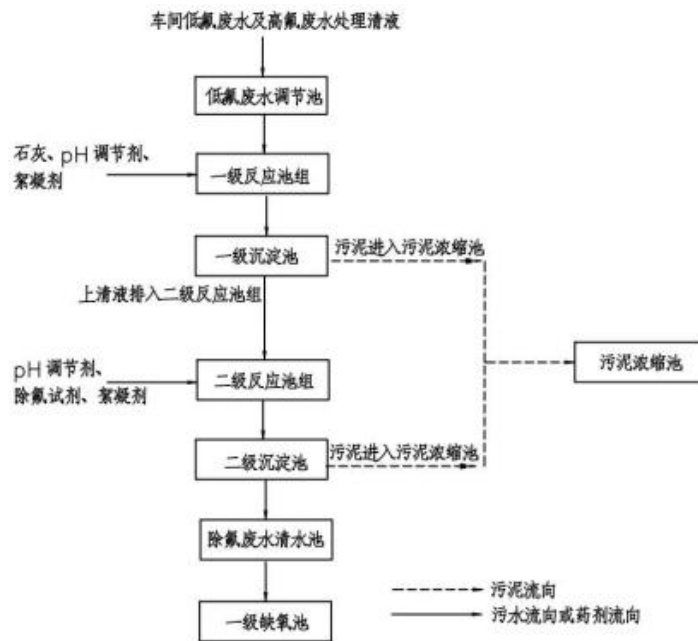 车间低氟废水及高氟废水处理清液
低氟废水调节池
石灰、pH调节剂、
絮凝剂
一级反应池组
一级沉淀池
污泥进入污泥浓缩池
上清液排入二级反应池组
污泥浓缩池
pH调节剂、
除氟试剂、絮凝剂
二级反应池组
二级沉淀池
污泥进入污泥浓缩池
除氟废水清水池
一级缺氧池
污泥流向
污水流向或药剂流向